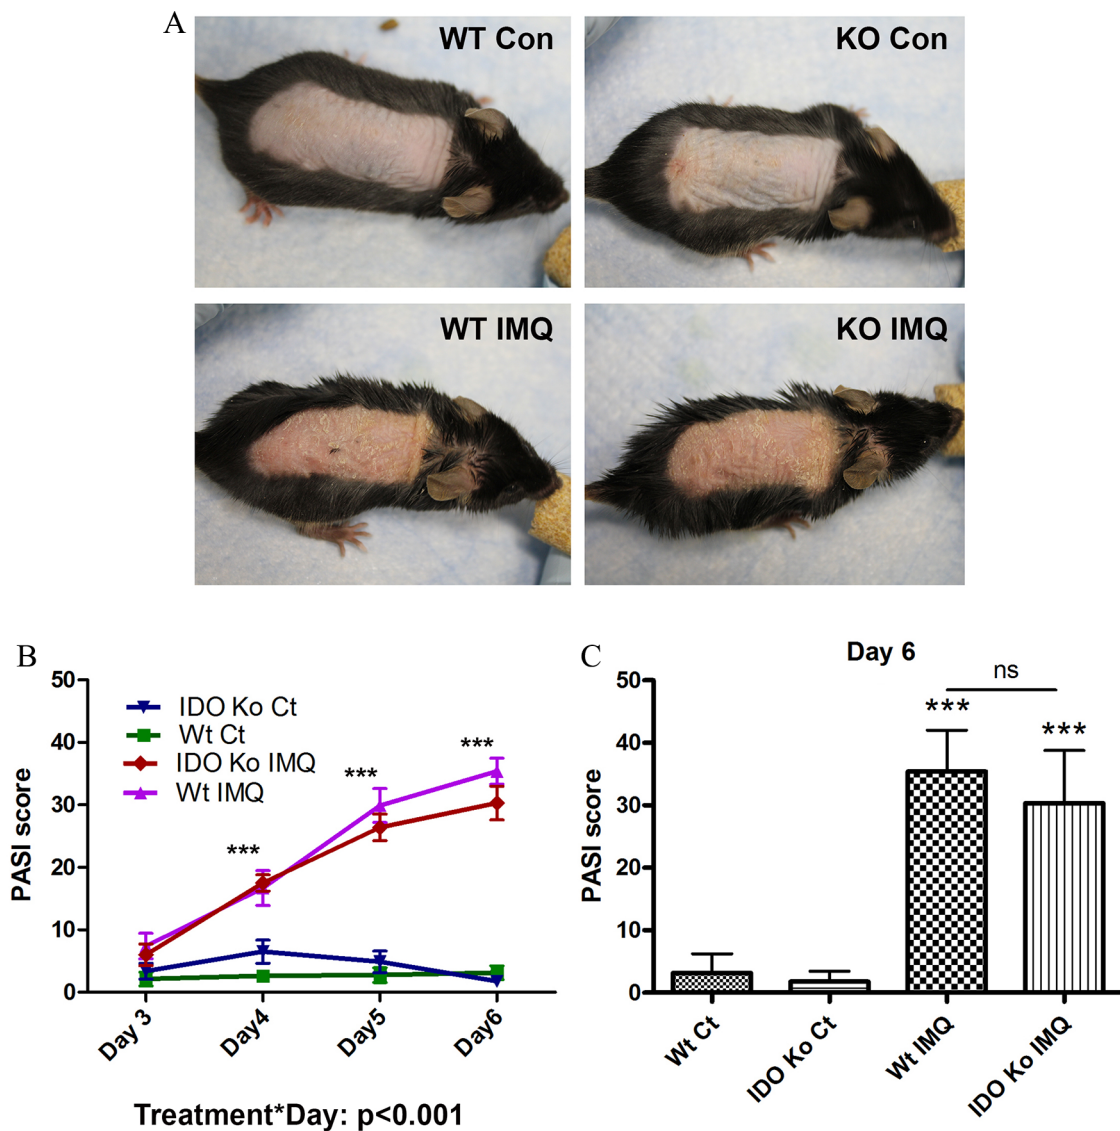 A
WT Con
KO Con
WT IMQ
KO IMQ
B
50
40
30
20
10
0
PASI score
IDO Ko Ct
Wt Ct
IDO Ko IMQ
Wt IMQ
***
***
***
Day 3
Day4
Day5
Day6
Treatment*Day: p<0.001
C
Day 6
50
40
30
20
10
0
PASI score
ns
***
***
Wt Ct
IDO Ko Ct
Wt IMQ
IDO Ko IMQ